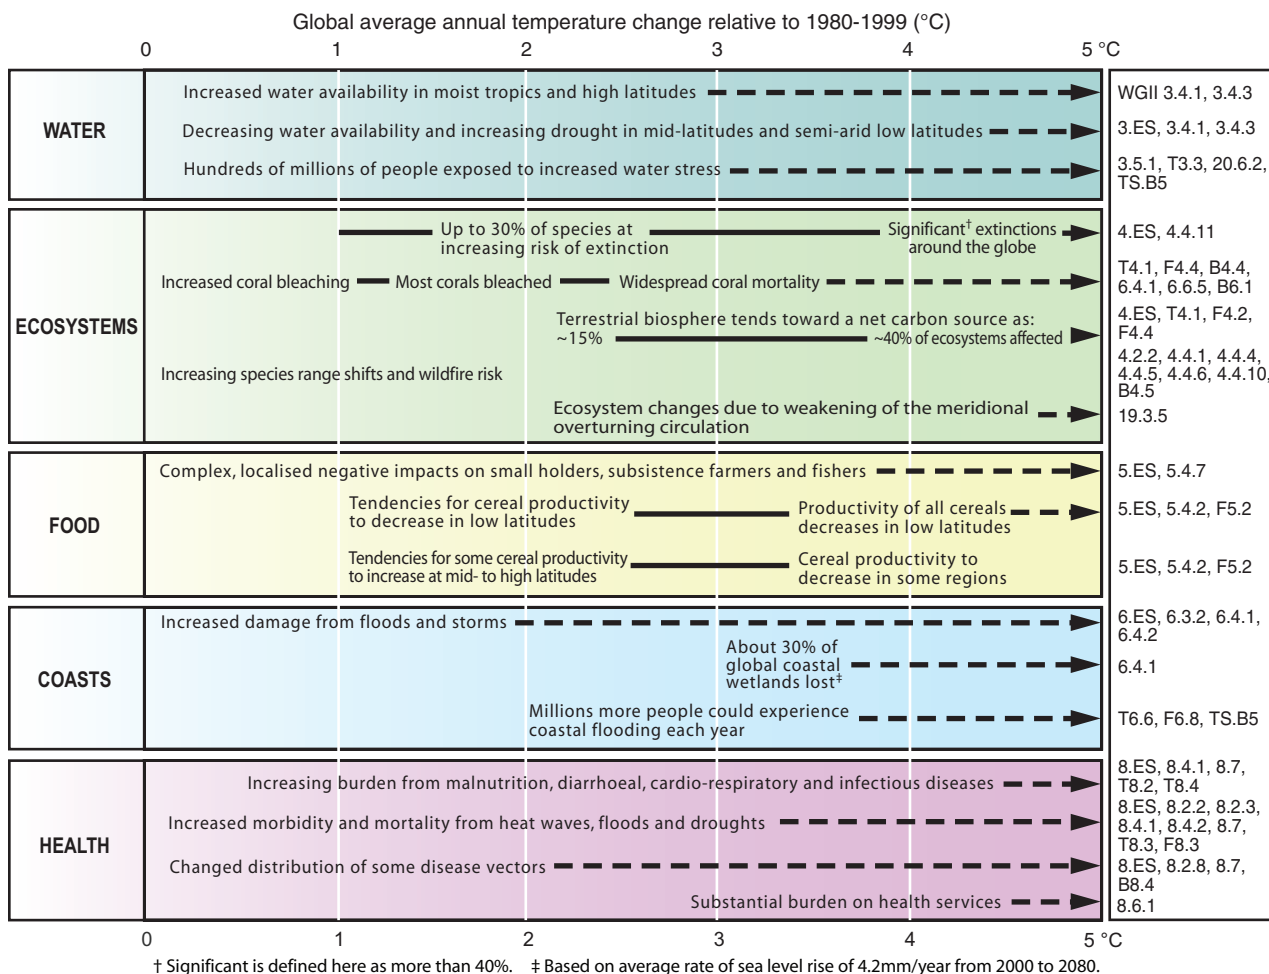 Global average annual temperature change relative to 1980-1999 (°C)
0 1 2 3 4 5 °C
WATER
Increased water availability in moist tropics and high latitudes
WGII 3.4.1, 3.4.3
Decreasing water availability and increasing drought in mid-latitudes and semi-arid low latitudes
3.ES, 3.4.1, 3.4.3
Hundreds of millions of people exposed to increased water stress
3.5.1, T3.3, 20.6.2,
TS.B5
ECOSYSTEMS
Up to 30% of species at
increasing risk of extinction
Significant† extinctions
around the globe
4.ES, 4.4.11
Increased coral bleaching
Most corals bleached
Widespread coral mortality
T4.1, F4.4, B4.4,
6.4.1, 6.6.5, B6.1
Terrestrial biosphere tends toward a net carbon source as:
~15%
~40% of ecosystems affected
4.ES, T4.1, F4.2,
F4.4
Increasing species range shifts and wildfire risk
4.2.2, 4.4.1, 4.4.4,
4.4.5, 4.4.6, 4.4.10,
B4.5
Ecosystem changes due to weakening of the meridional
overturning circulation
19.3.5
FOOD
Complex, localised negative impacts on small holders, subsistence farmers and fishers
5.ES, 5.4.7
Tendencies for cereal productivity
to decrease in low latitudes
Productivity of all cereals
decreases in low latitudes
5.ES, 5.4.2, F5.2
Tendencies for some cereal productivity
to increase at mid- to high latitudes
Cereal productivity to
decrease in some regions
5.ES, 5.4.2, F5.2
COASTS
Increased damage from floods and storms
6.ES, 6.3.2, 6.4.1,
6.4.2
About 30% of
global coastal
wetlands lost‡
6.4.1
Millions more people could experience
coastal flooding each year
T6.6, F6.8, TS.B5
HEALTH
Increasing burden from malnutrition, diarrhoeal, cardio-respiratory and infectious diseases
8.ES, 8.4.1, 8.7,
T8.2, T8.4
Increased morbidity and mortality from heat waves, floods and droughts
8.ES, 8.2.2, 8.2.3,
8.4.1, 8.4.2, 8.7,
T8.3, F8.3
Changed distribution of some disease vectors
8.ES, 8.2.8, 8.7,
B8.4
Substantial burden on health services
8.6.1
0 1 2 3 4 5 °C
† Significant is defined here as more than 40%. ‡ Based on average rate of sea level rise of 4.2mm/year from 2000 to 2080.